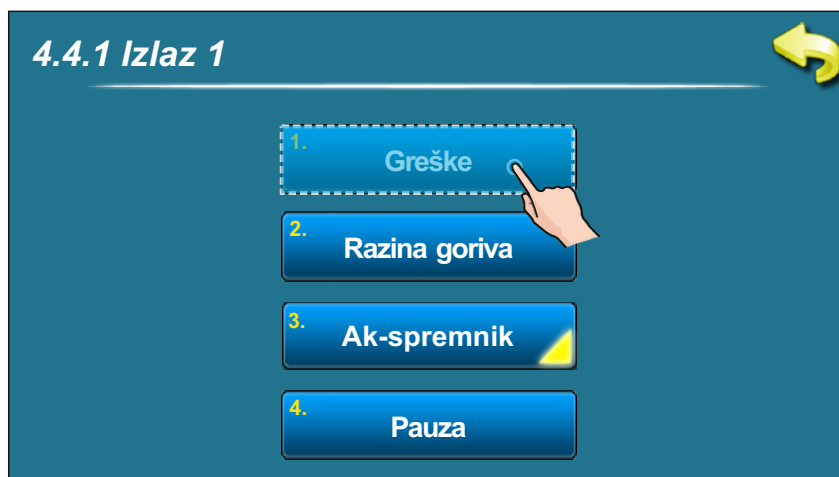 4.4.1 Izlaz 1
1.
Greške
2.
Razina goriva
3.
Ak-spremnik
4.
Pauza